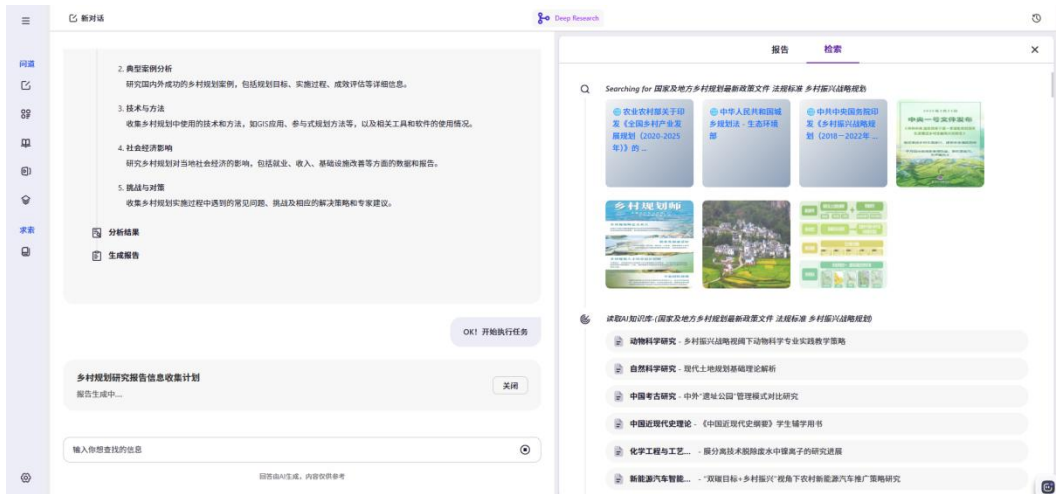 新对话
Deep Research
问道
求索
2. 典型案例分析
研究国内外成功的乡村规划案例，包括规划目标、实施过程、成效评估等详细信息。
3. 技术与方法
收集乡村规划中使用的技术和方法，如GIS应用、参与式规划方法等，以及相关工具和软件的使用情况。
4. 社会经济影响
研究乡村规划对当地社会经济的影响，包括就业、收入、基础设施改善等方面的数据和报告。
5. 挑战与对策
收集乡村规划实施过程中遇到的常见问题、挑战及相应的解决策略和专家建议。
分析结果
生成报告
OK！开始执行任务
乡村规划研究报告信息收集计划
报告生成中...
关闭
输入你想查找的信息
回答由AI生成，内容仅供参考
报告 检索
Searching for 国家及地方乡村规划最新政策文件 法规标准 乡村振兴战略规划
农业农村部关于印
发《全国乡村产业发
展规划（2020-2025
年）》的 ...
中华人民共和国城
乡规划法 - 生态环境
部
中共中央国务院印
发《乡村振兴战略规
划（2018－2022年 ...
中央一号文件发布
乡村规划师
读取AI知识库-(国家及地方乡村规划最新政策文件 法规标准 乡村振兴战略规划)
动物科学研究 - 乡村振兴战略视阈下动物科学专业实践教学策略
自然科学研究 - 现代土地规划基础理论解析
中国考古研究 - 中外“遗址公园”管理模式对比研究
中国近现代史理论 - 《中国近现代史纲要》学生辅学用书
化学工程与工艺... - 膜分离技术脱除废水中镍离子的研究进展
新能源汽车智能... - “双碳目标+乡村振兴”视角下农村新能源汽车推广策略研究